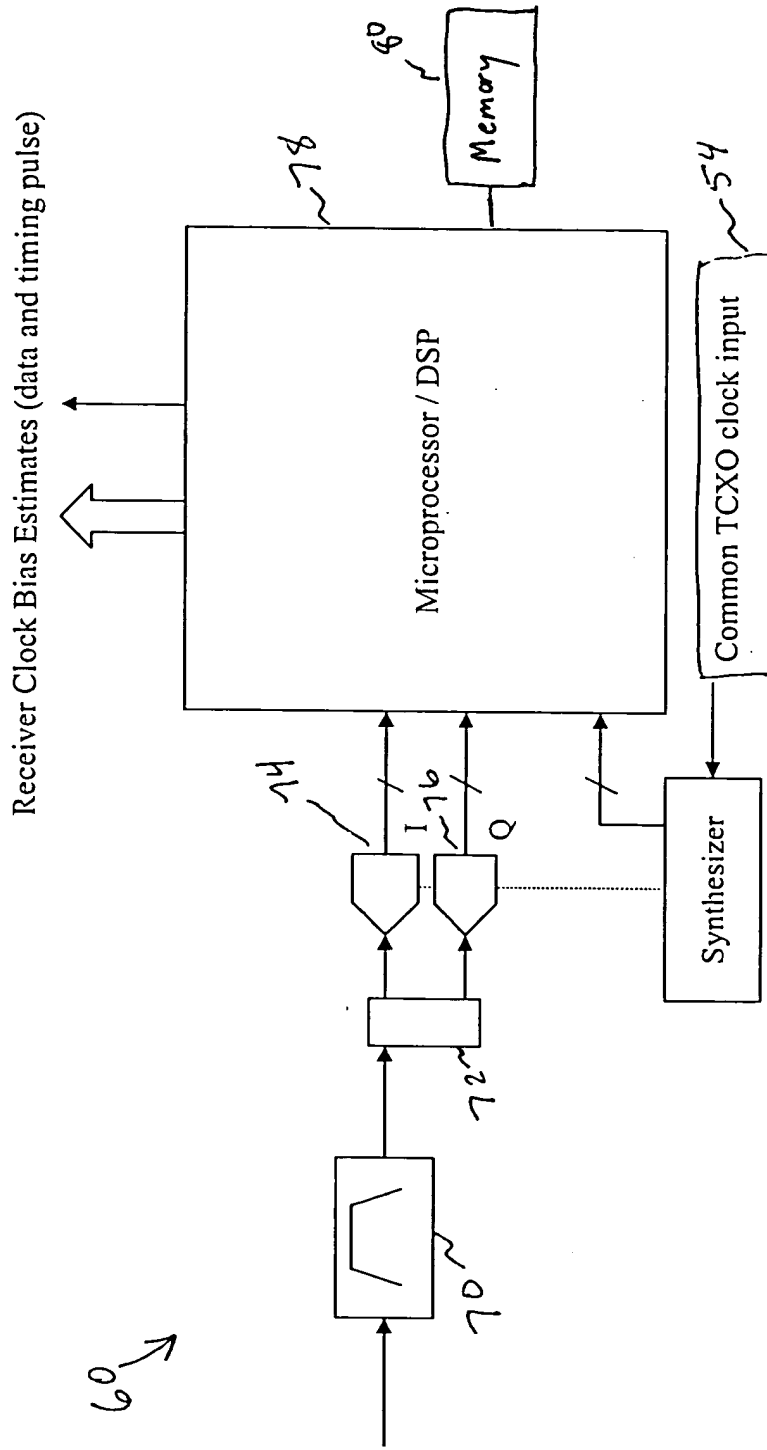 Receiver Clock Bias Estimates (data and timing pulse)
60
70
72
74
I
76
Q
Microprocessor / DSP
78
Memory
80
Synthesizer
Common TCXO clock input
54